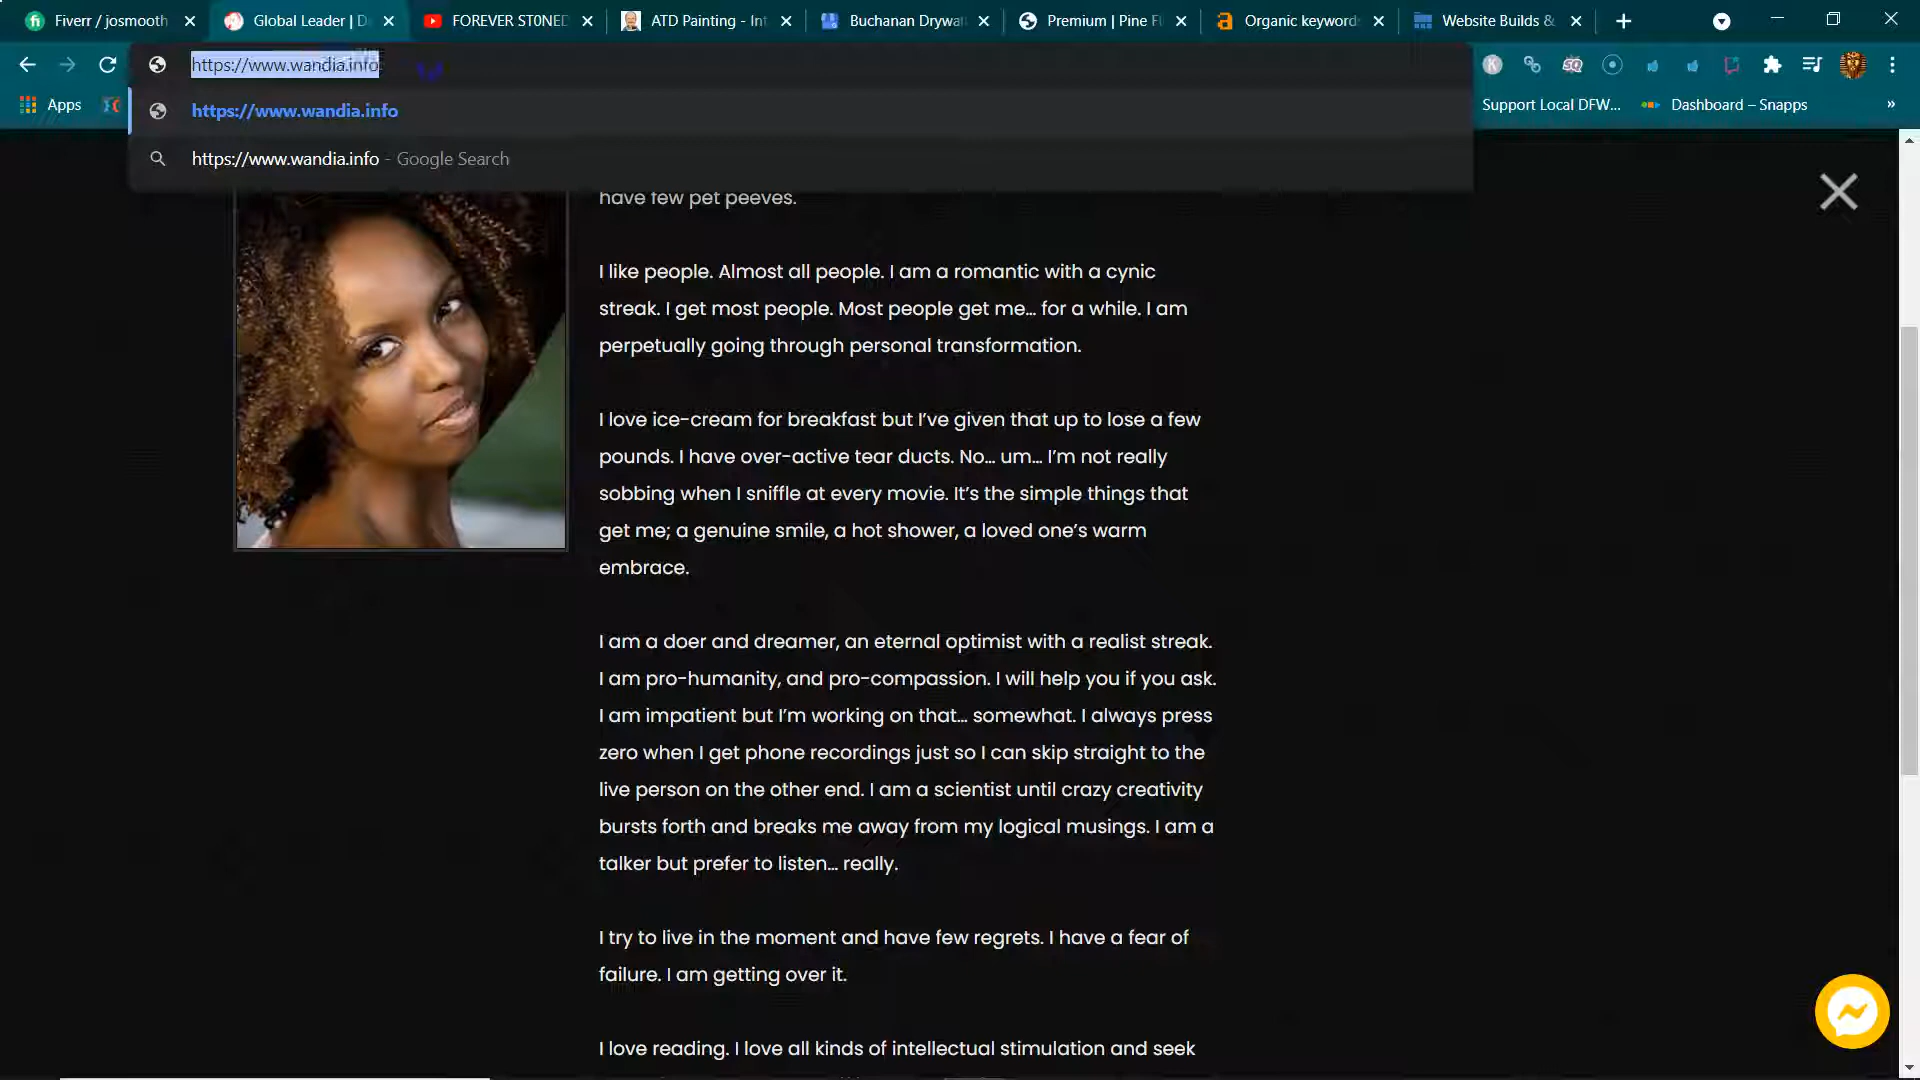 Fiverr / josmooth
Global Leader | D
FOREVER ST0NED
ATD Painting - Int
Buchanan Drywa
Premium | Pine F
Organic keyword
Website Builds &
https://www.wandia.info
Apps
Support Local DFW...
Dashboard – Snapps
»
https://www.wandia.info
https://www.wandia.info - Google Search
have few pet peeves.
I like people. Almost all people. I am a romantic with a cynic
streak. I get most people. Most people get me… for a while. I am
perpetually going through personal transformation.
I love ice-cream for breakfast but I’ve given that up to lose a few
pounds. I have over-active tear ducts. No… um… I’m not really
sobbing when I sniffle at every movie. It’s the simple things that
get me; a genuine smile, a hot shower, a loved one’s warm
embrace.
I am a doer and dreamer, an eternal optimist with a realist streak.
I am pro-humanity, and pro-compassion. I will help you if you ask.
I am impatient but I’m working on that… somewhat. I always press
zero when I get phone recordings just so I can skip straight to the
live person on the other end. I am a scientist until crazy creativity
bursts forth and breaks me away from my logical musings. I am a
talker but prefer to listen… really.
I try to live in the moment and have few regrets. I have a fear of
failure. I am getting over it.
I love reading. I love all kinds of intellectual stimulation and seek